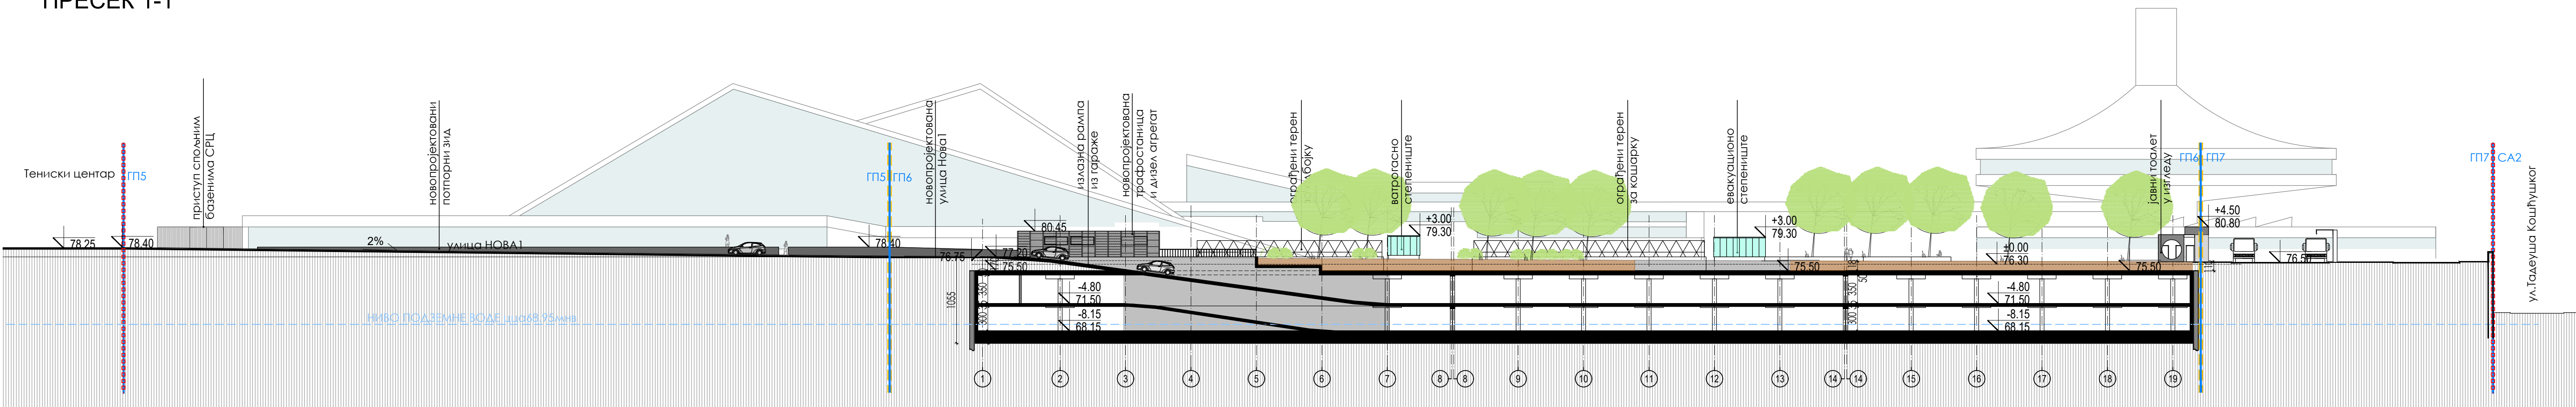 ПРЕСЕК 1-1
Тениски центар
ГП5
приступ спољним
базенима СРЦ
новопројектовани
потпорни зид
ГП5 ГП6
новопројектована
улица Нова1
излазна рампа
из гараже
новопројектована
трафостаница
и дизел агрегат
ограђени терен
ватрогасно
степениште
ограђени терен
за кошарку
евакуационо
степениште
јавни тоалет
у изгледу
ГП6 ГП7
ГП7 СА2
ул.Тадеуша Кошћушког
78.25
78.40
2%
улица НОВА1
78.40
76.75
77.20
75.50
80.45
+3.00
79.30
+3.00
79.30
75.50
±0.00
76.30
75.50
+4.50
80.80
76.50
1055
350
300
-4.80
71.50
-8.15
68.15
350
300
-4.80
71.50
-8.15
68.15
НИВО ПОДЗЕМНЕ ВОДЕ цца68.95мнв
1 2 3 4 5 6 7 8 8 9 10 11 12 13 14 14 15 16 17 18 19